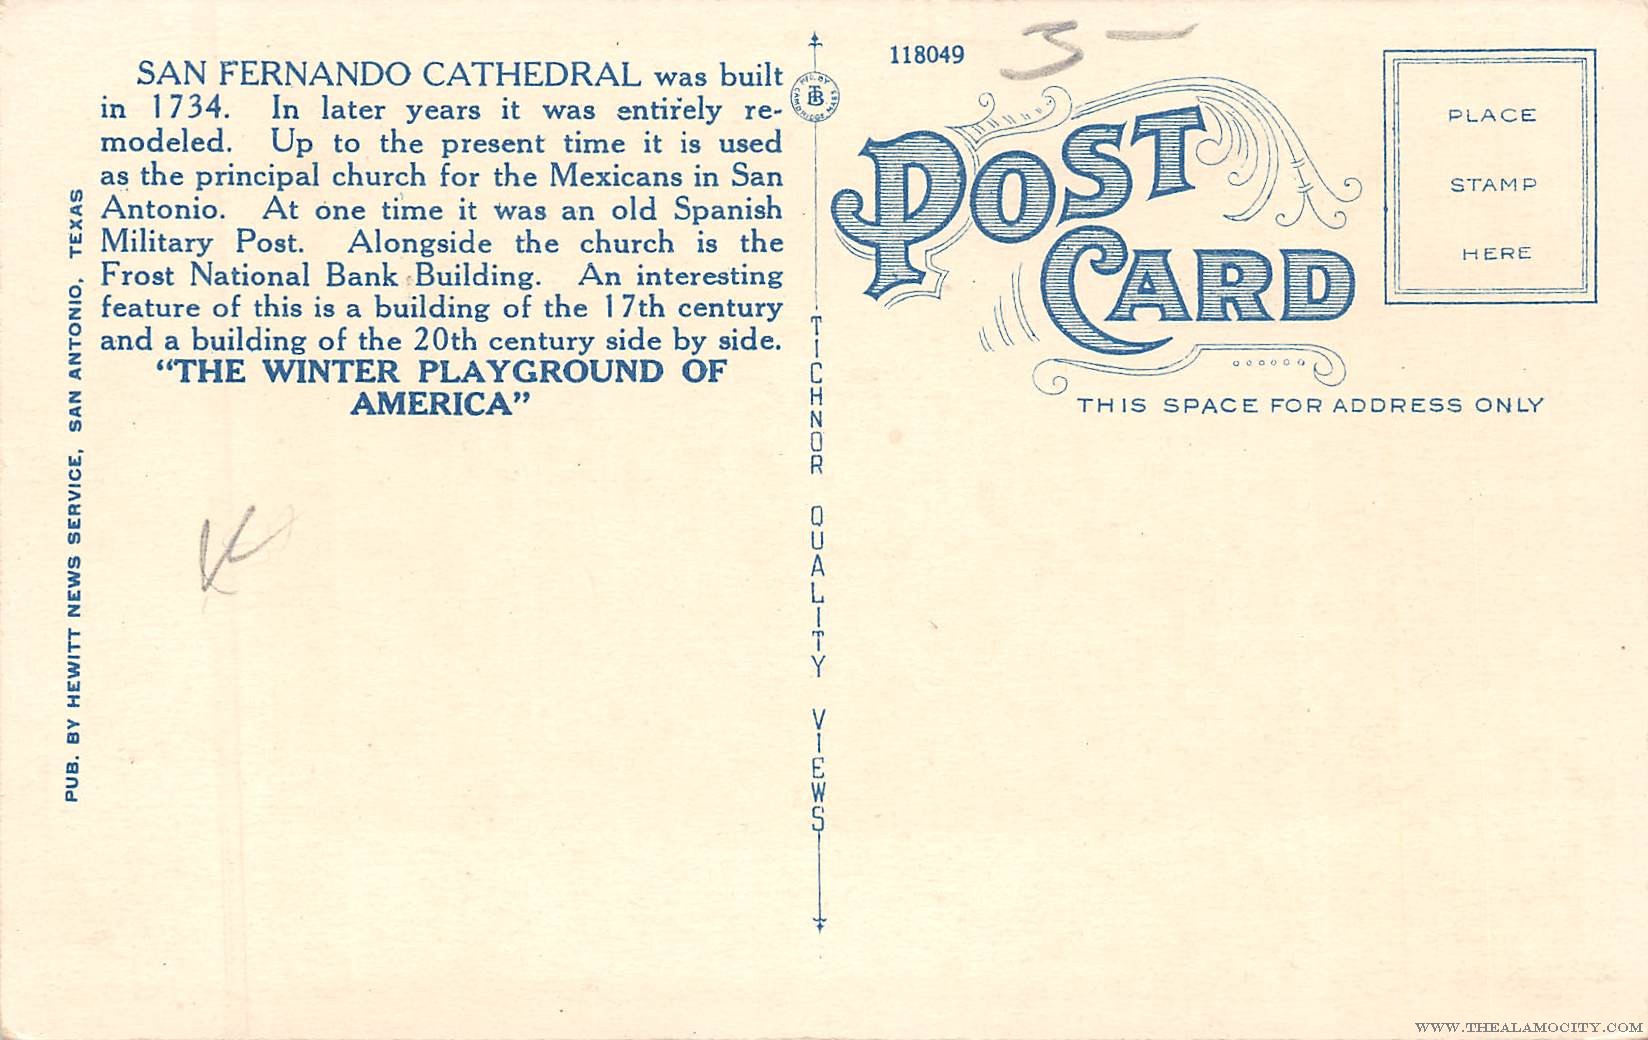 SAN FERNANDO CATHEDRAL was built
in 1734. In later years it was entirely re-
modeled. Up to the present time it is used
as the principal church for the Mexicans in San
Antonio. At one time it was an old Spanish
Military Post. Alongside the church is the
Frost National Bank Building. An interesting
feature of this is a building of the 17th century
and a building of the 20th century side by side.
"THE WINTER PLAYGROUND OF
AMERICA"
PUB. BY HEWITT NEWS SERVICE, SAN ANTONIO, TEXAS
MFG. BY
TB
CAMBRIDGE MASS
TICHNOR QUALITY VIEWS
118049
3 —
POST
CARD
THIS SPACE FOR ADDRESS ONLY
PLACE
STAMP
HERE
WWW.THEALAMOCITY.COM